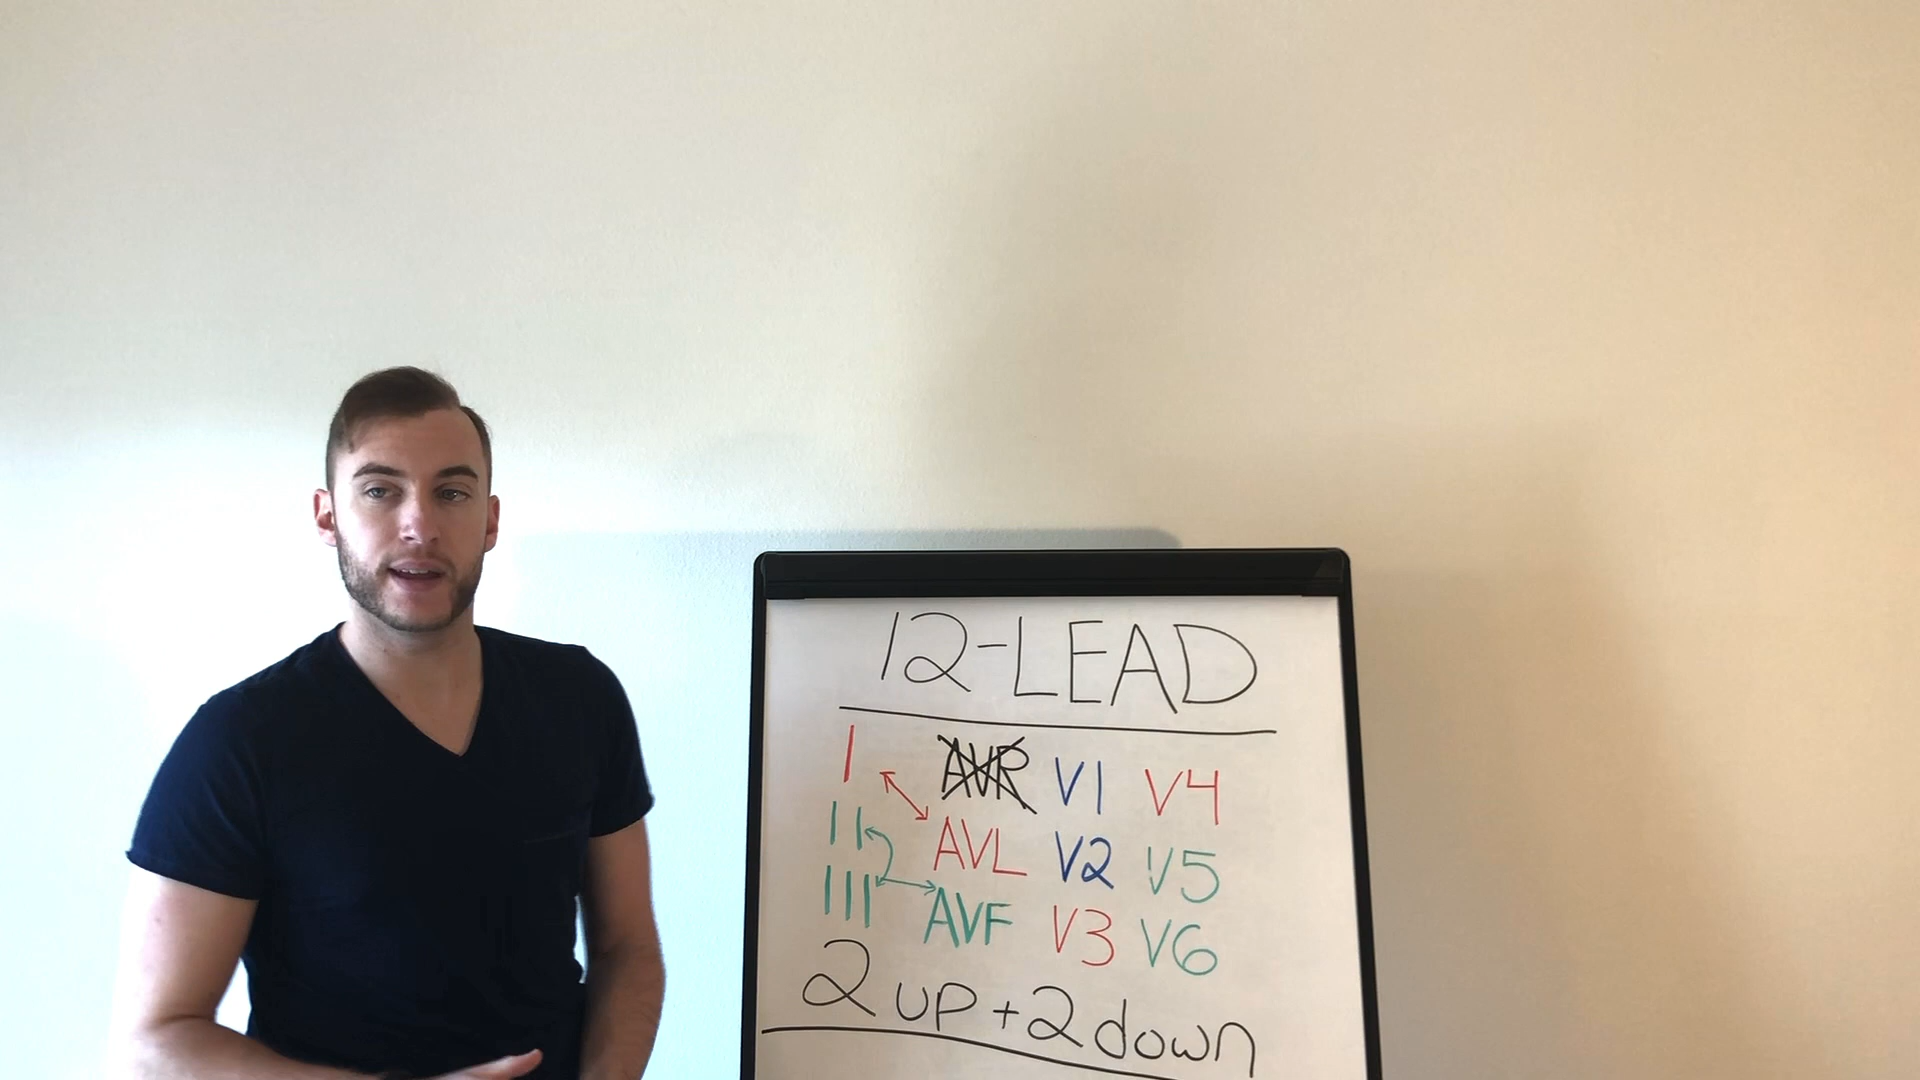 12-LEAD
I AVR V1 V4
II AVL V2 V5
III AVF V3 V6
2 up + 2 down